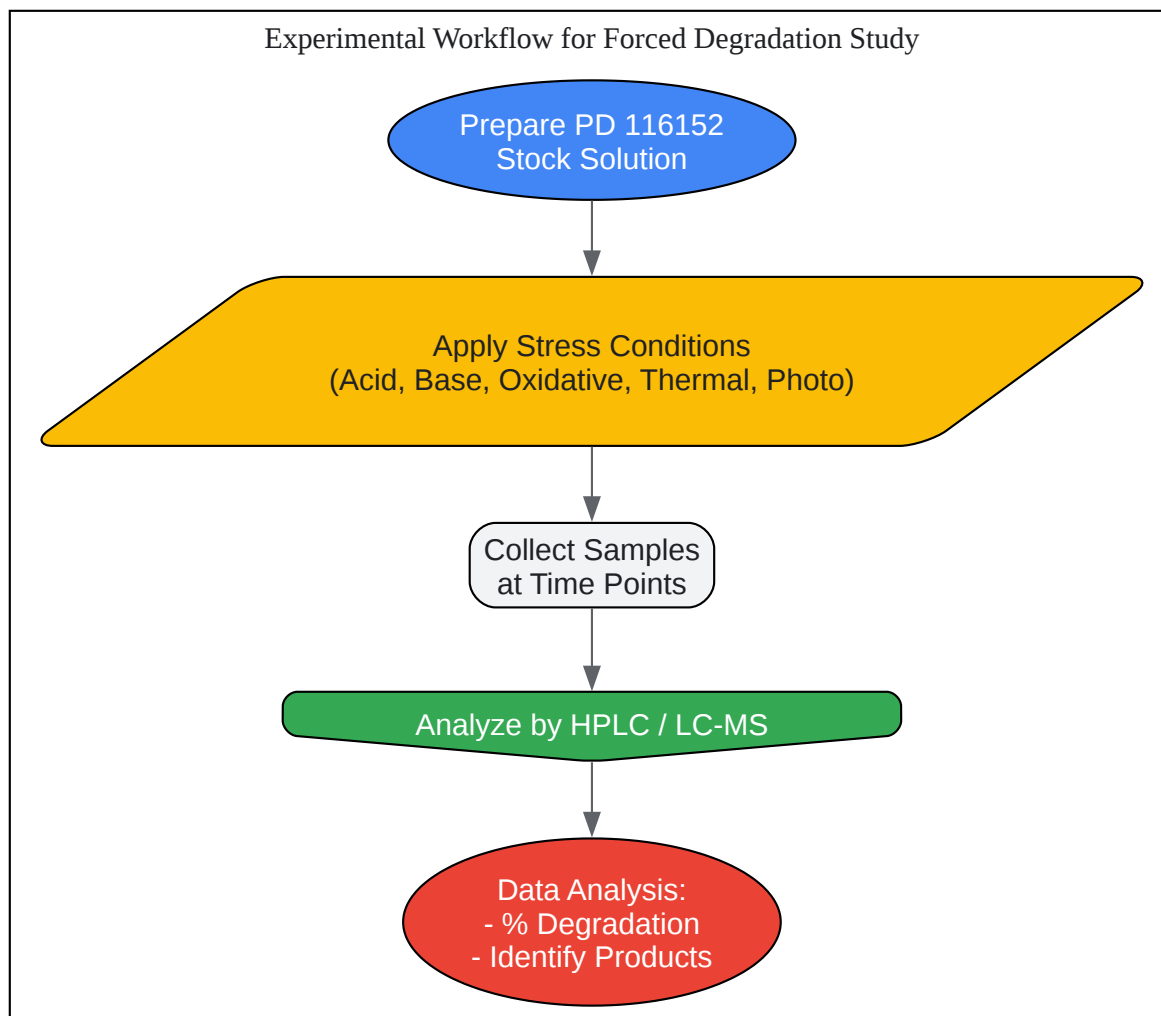 Experimental Workflow for Forced Degradation Study
Prepare PD 116152
Stock Solution
Apply Stress Conditions
(Acid, Base, Oxidative, Thermal, Photo)
Collect Samples
at Time Points
Analyze by HPLC / LC-MS
Data Analysis:
- % Degradation
- Identify Products